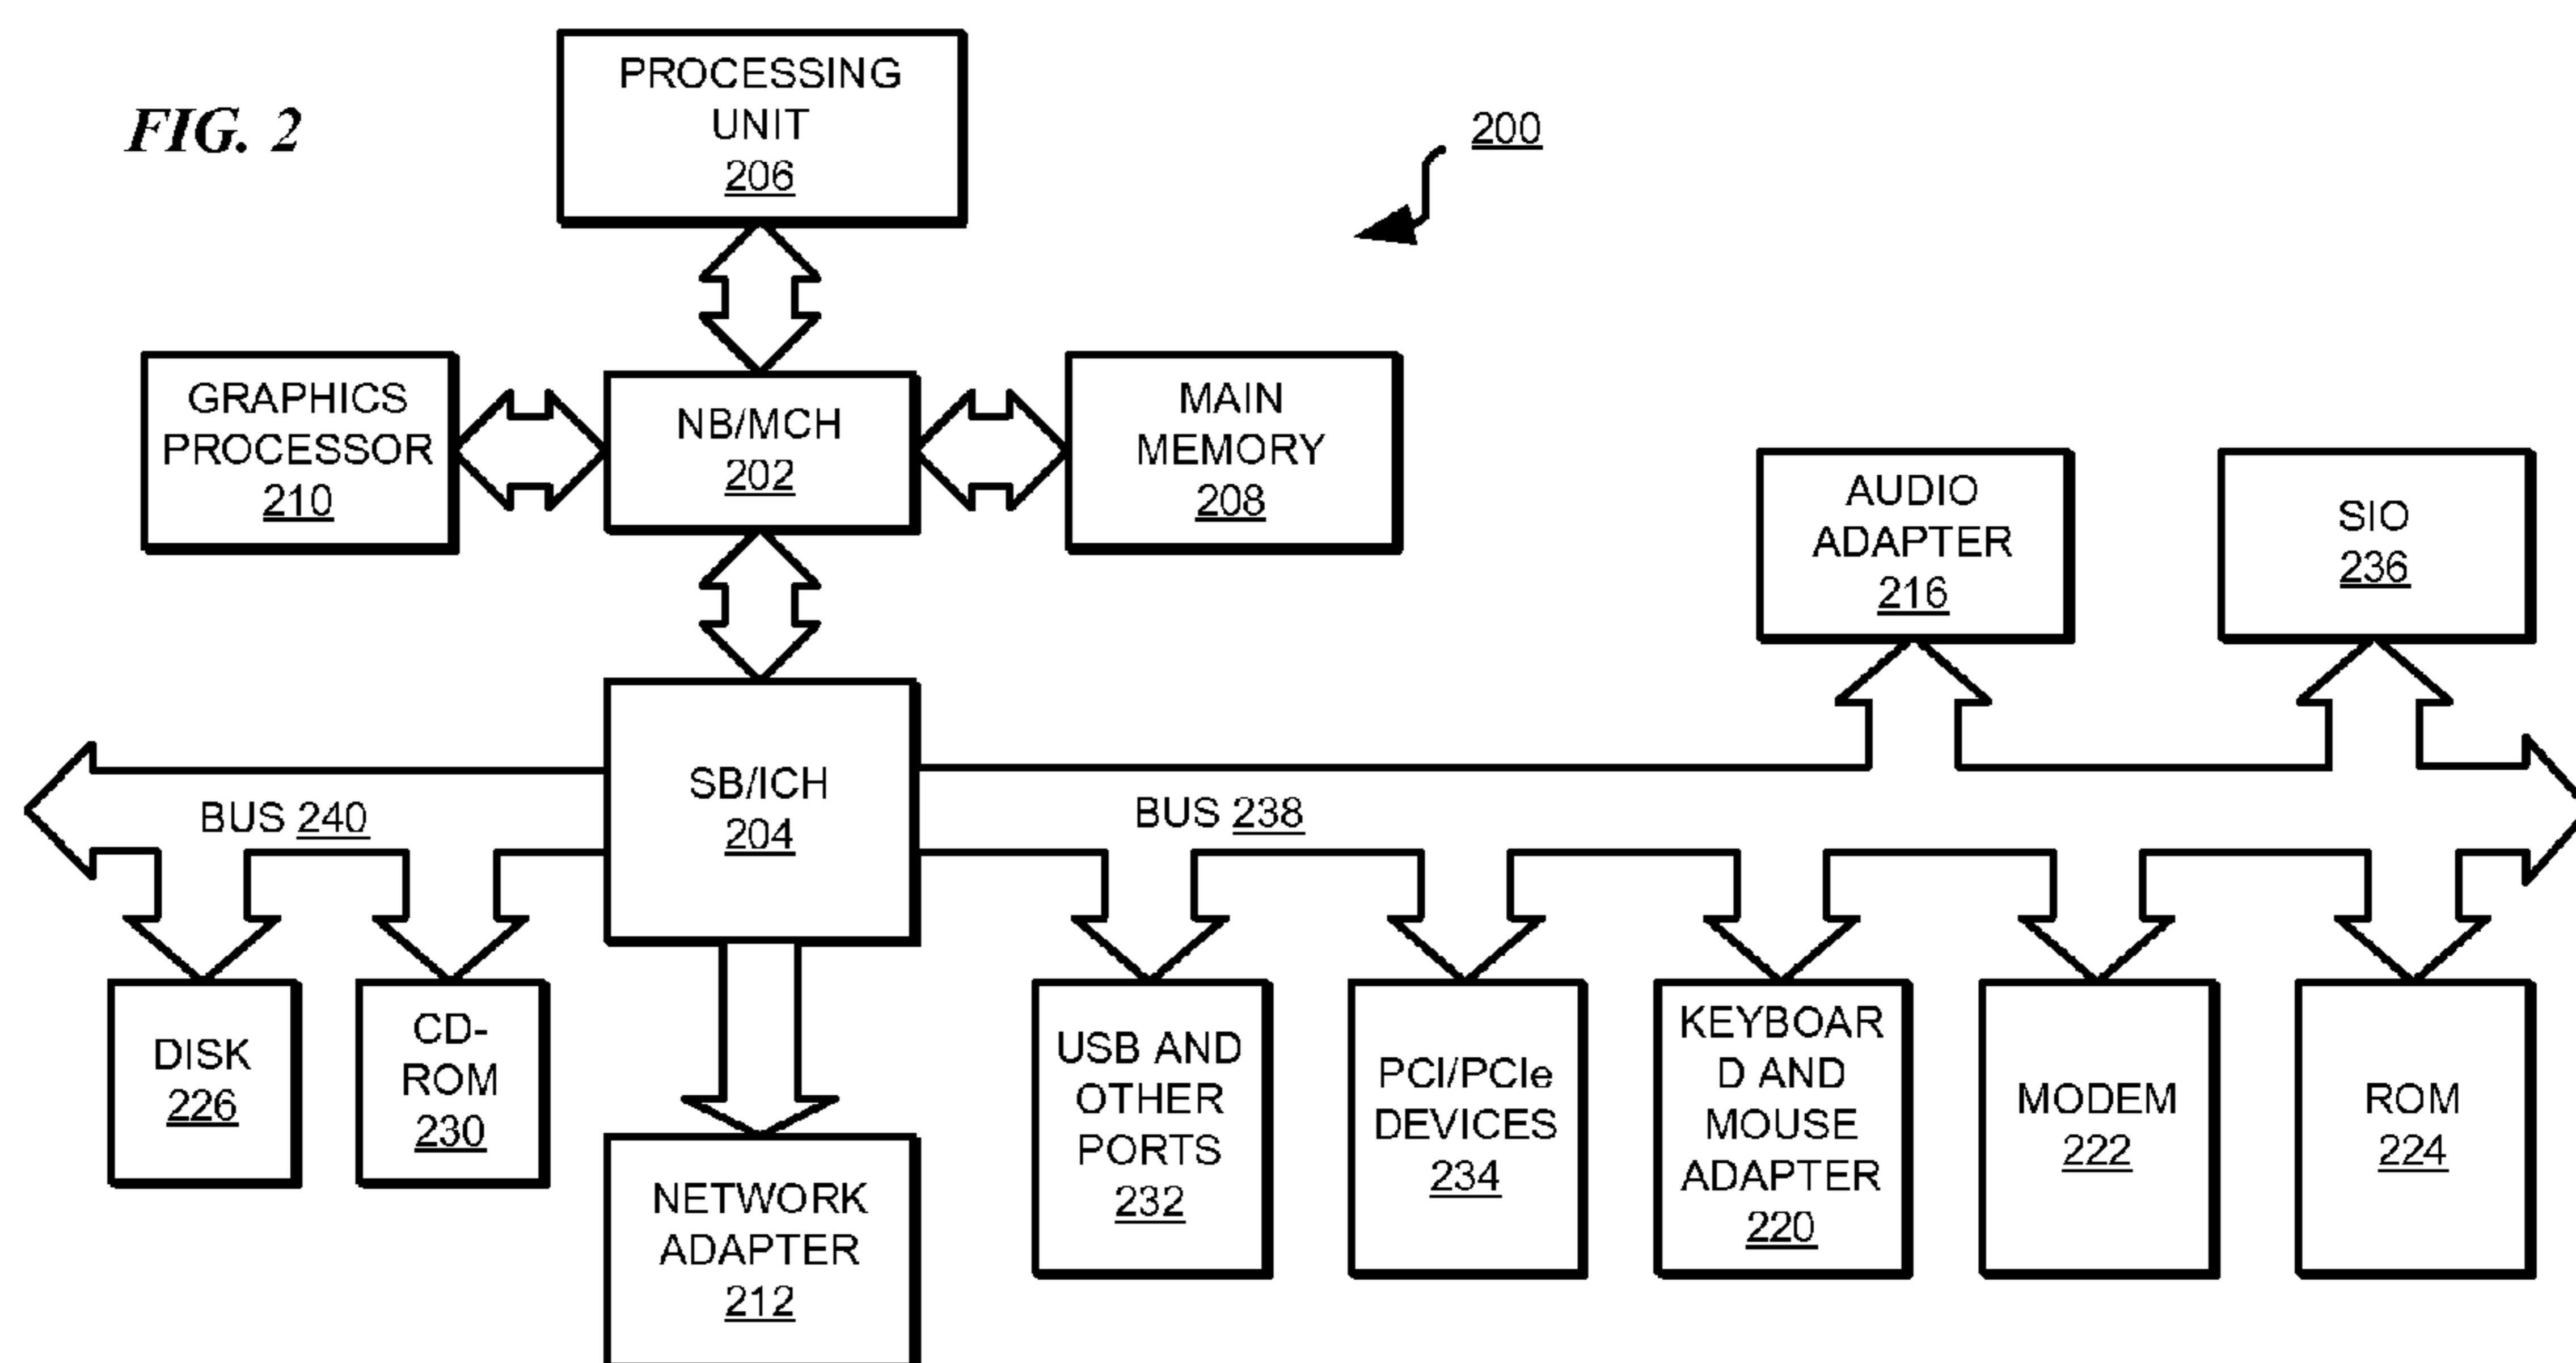 FIG. 2
PROCESSING
UNIT
206
200
GRAPHICS
PROCESSOR
210
NB/MCH
202
MAIN
MEMORY
208
AUDIO
ADAPTER
216
SIO
236
SB/ICH
204
BUS 240
BUS 238
DISK
226
CD-
ROM
230
NETWORK
ADAPTER
212
USB AND
OTHER
PORTS
232
PCI/PCIe
DEVICES
234
KEYBOAR
D AND
MOUSE
ADAPTER
220
MODEM
222
ROM
224